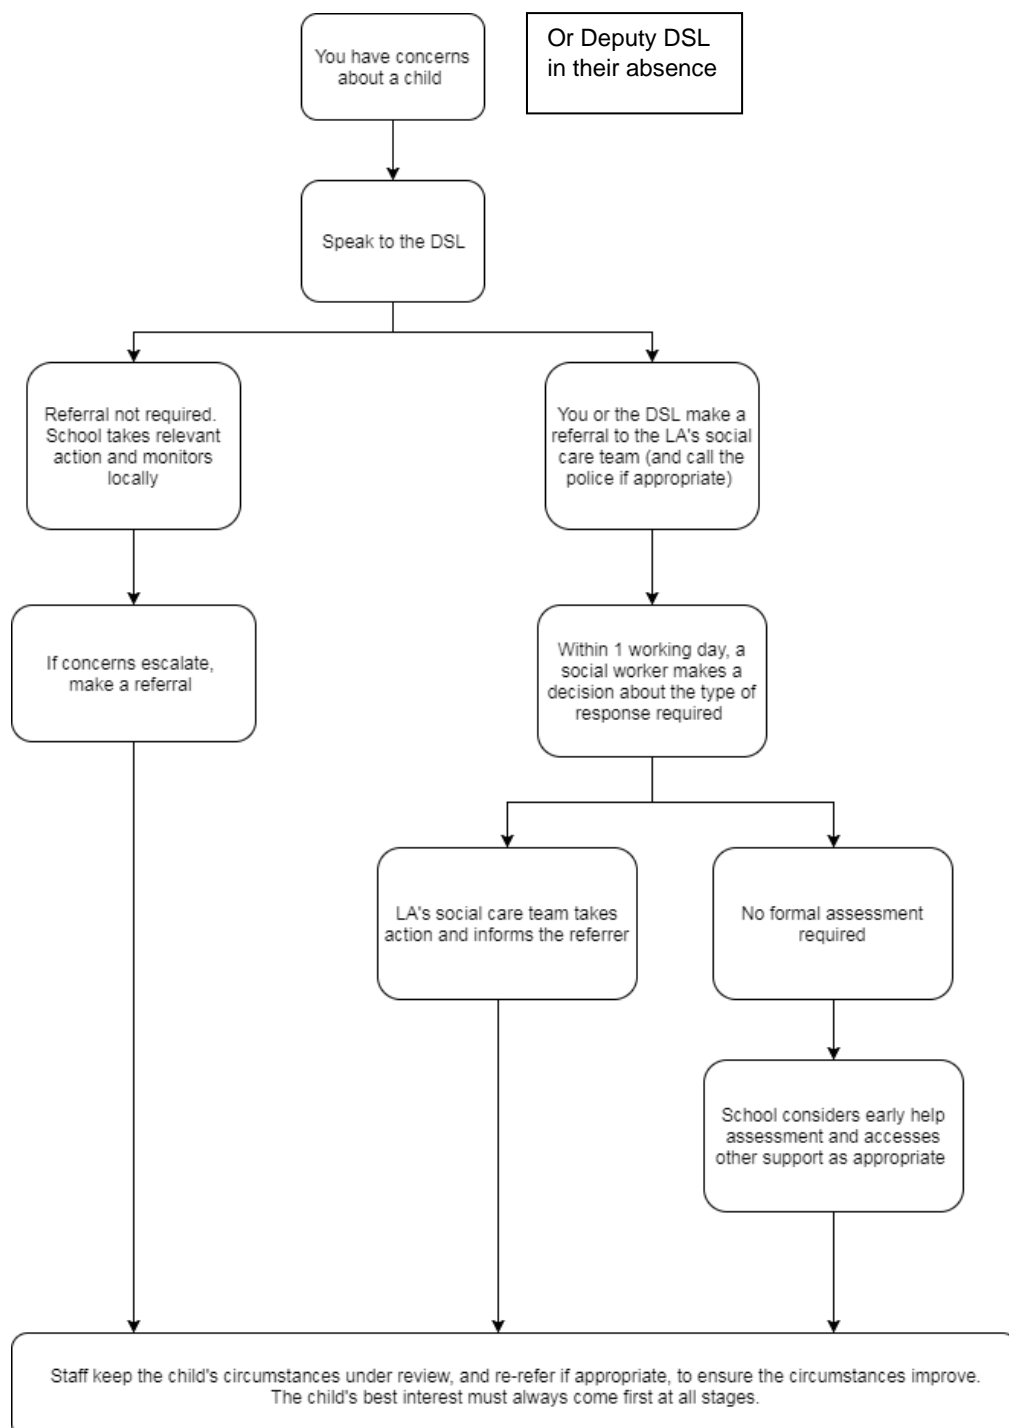 You have concerns
about a child
Or Deputy DSL
in their absence
Speak to the DSL
Referral not required.
School takes relevant
action and monitors
locally
You or the DSL make a
referral to the LA's social
care team (and call the
police if appropriate)
If concerns escalate,
make a referral
Within 1 working day, a
social worker makes a
decision about the type of
response required
LA's social care team takes
action and informs the referrer
No formal assessment
required
School considers early help
assessment and accesses
other support as appropriate
Staff keep the child's circumstances under review, and re-refer if appropriate, to ensure the circumstances improve.
The child's best interest must always come first at all stages.